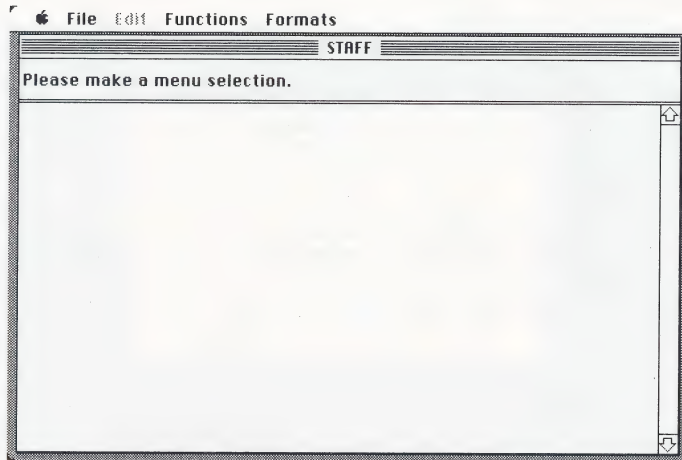 File Edit Functions Formats
STAFF
Please make a menu selection.